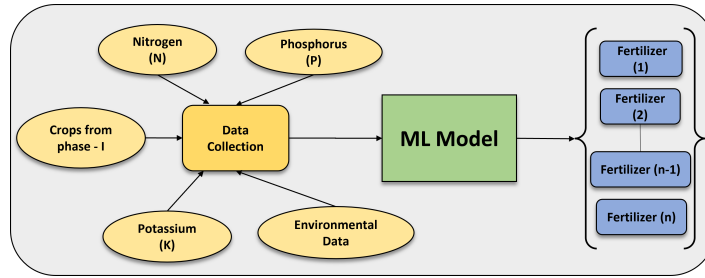 Nitrogen
(N)
Phosphorus
(P)
Crops from
phase - I
Data
Collection
Potassium
(K)
Environmental
Data
ML Model
Fertilizer
(1)
Fertilizer
(2)
Fertilizer (n-1)
Fertilizer (n)